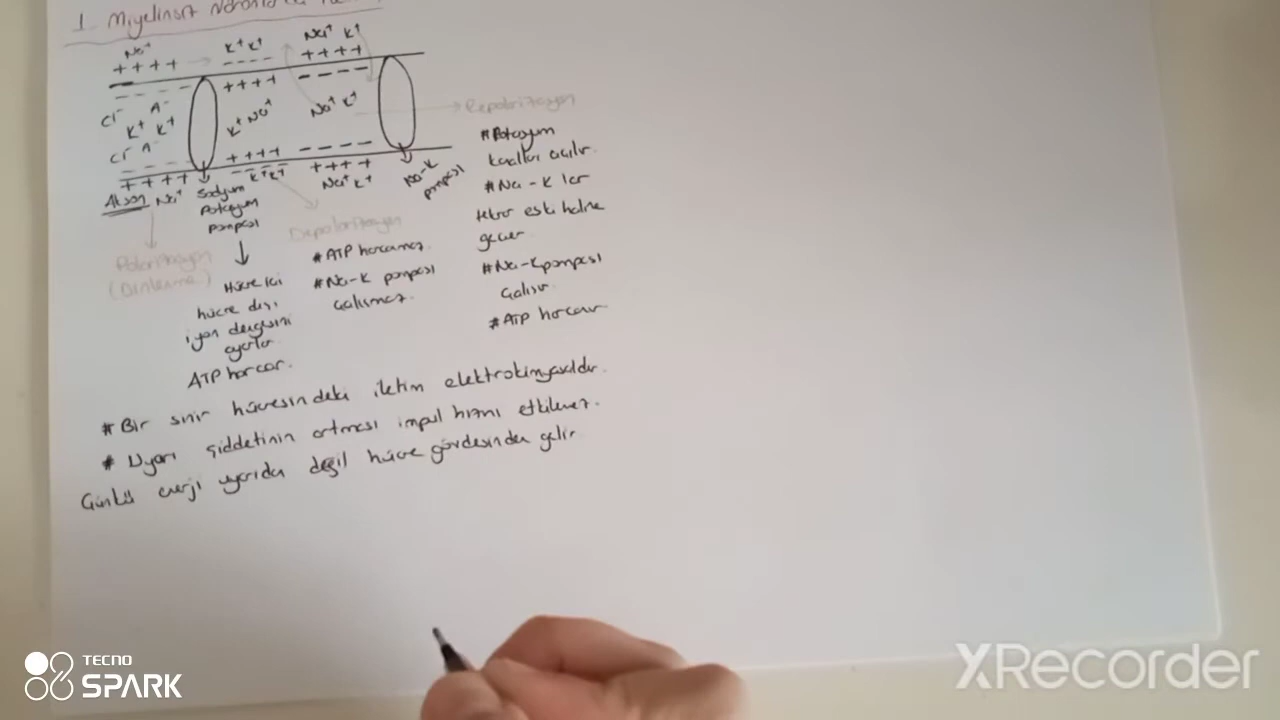 1. Miyelinsiz
Na+
K+ K+
Na+ K+
++++
----
++++
----
++++
----
Cl- A-
K+ K+
Cl- A-
K+ Na+
Na+ K+
----
++++
----
++++
----
++++
K+ K+
Na+ K+
Akson Na+
Sodyum
Potasyum
pompası
Na-K
pompası
Polarizasyon
(Dinlenme)
Hücre içi
hücre dışı
iyon dengesini
ayarlar
ATP harcar.
Depolarizasyon
# ATP harcamaz.
# Na-K pompası
çalışmaz.
Repolarizasyon
# Potasyum
kanalları açılır.
# Na-K lar
tekrar eski haline
geçer
# Na-K pompası
çalışır
# ATP harcanır
# Bir sinir hücresindeki iletim elektrokimyasaldır.
# Uyarı şiddetinin artması impuls hızını etkilemez.
Çünkü enerji uyarıdan değil hücre gövdesinden gelir
TECNO
SPARK
XRecorder